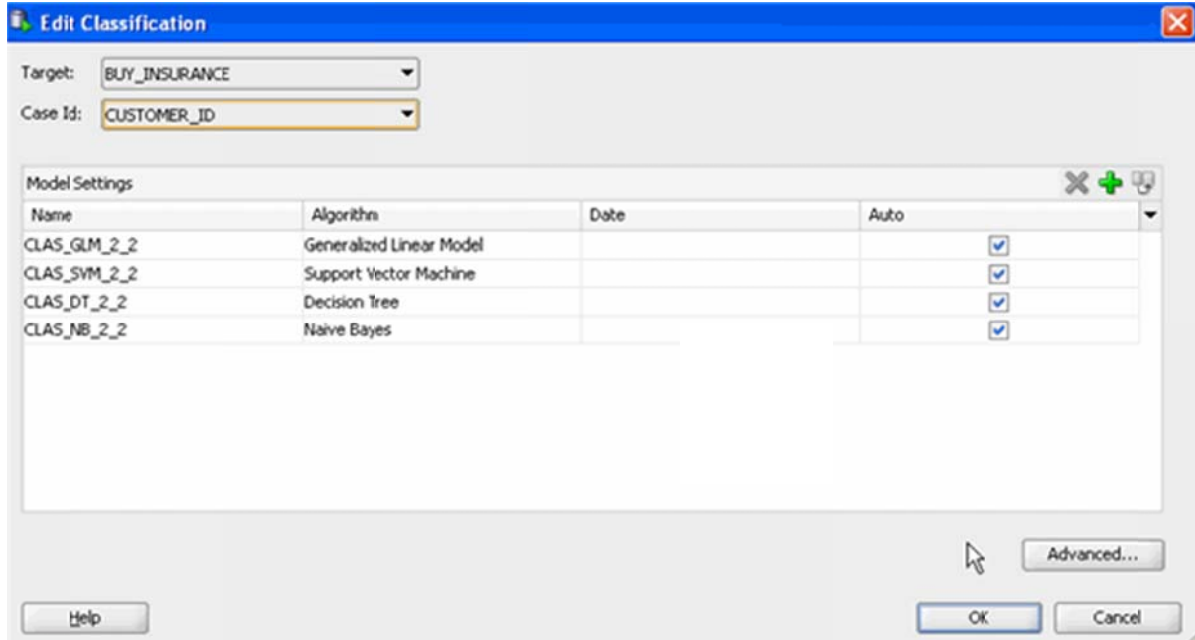 Edit Classification
Target: BUY_INSURANCE
Case Id: CUSTOMER_ID
Model Settings
Name Algorithm Date Auto
CLAS_GLM_2_2 Generalized Linear Model
CLAS_SVM_2_2 Support Vector Machine
CLAS_DT_2_2 Decision Tree
CLAS_NB_2_2 Naive Bayes
Advanced...
Help OK Cancel